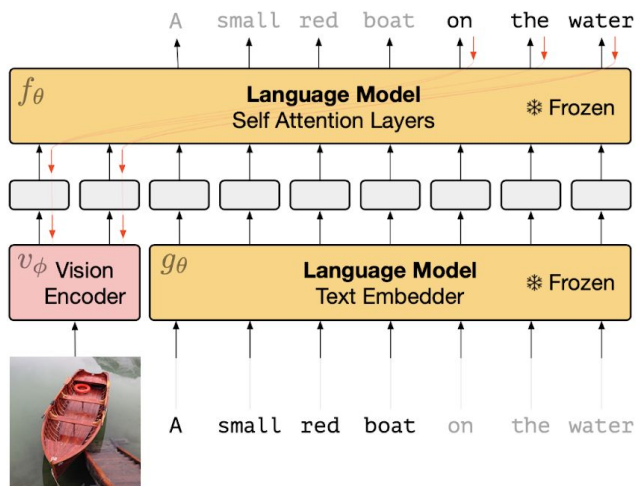 A small red boat on the water
fθ Language Model
Self Attention Layers
❄ Frozen
vϕ Vision
Encoder
gθ Language Model
Text Embedder
❄ Frozen
A small red boat on the water